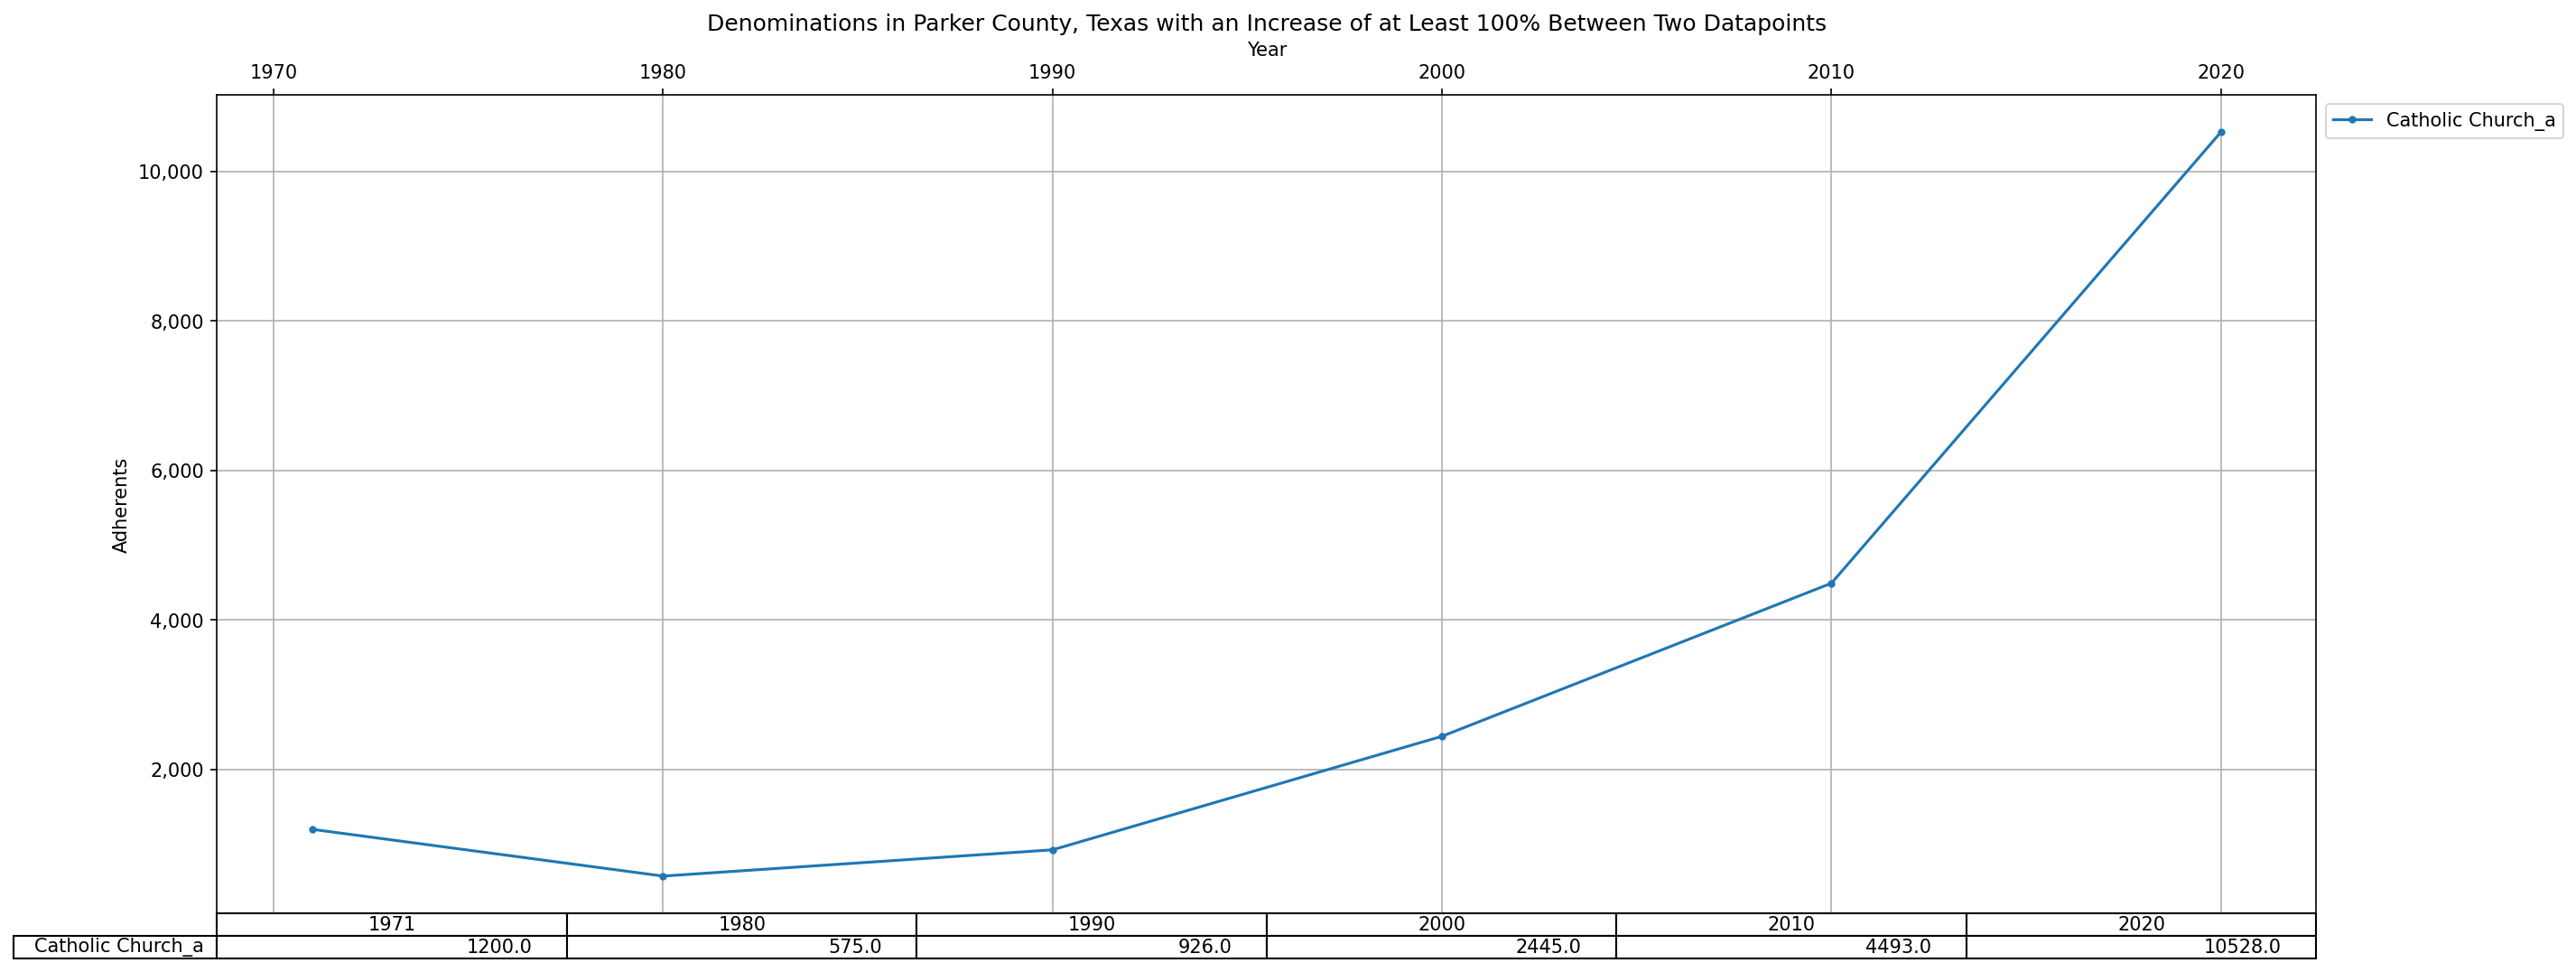 Denominations in Parker County, Texas with an Increase of at Least 100% Between Two Datapoints
Year
1970 1980 1990 2000 2010 2020
Catholic Church_a
10,000
8,000
6,000
4,000
2,000
Adherents
1971 1980 1990 2000 2010 2020
Catholic Church_a 1200.0 575.0 926.0 2445.0 4493.0 10528.0